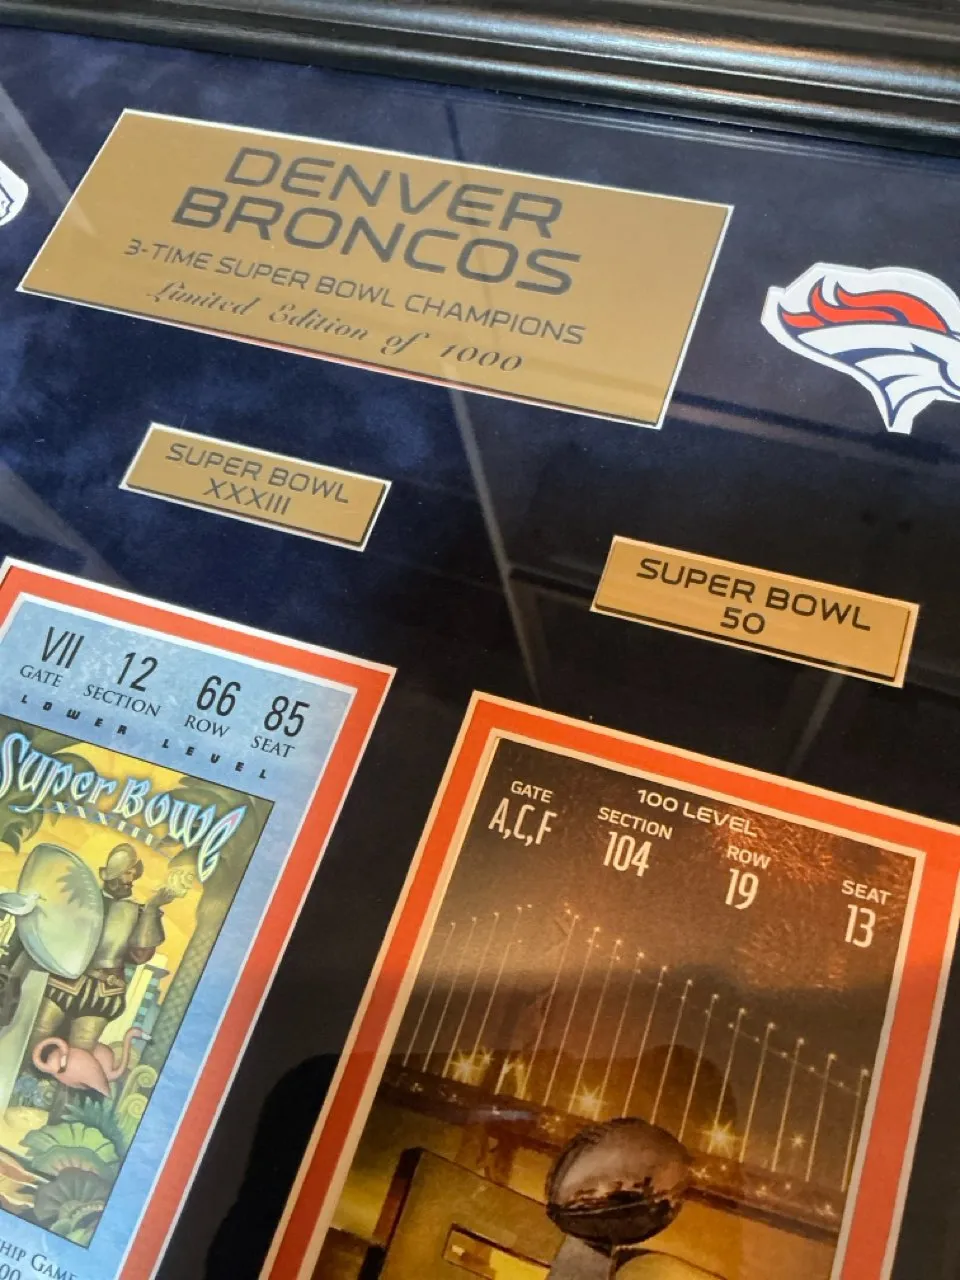 DENVER
BRONCOS
3-TIME SUPER BOWL CHAMPIONS
Limited Edition of 1000
SUPER BOWL
XXXIII
SUPER BOWL
50
VII 12 66 85
GATE SECTION ROW SEAT
LOWER LEVEL
Super Bowl
XXXIII
GAME
100 LEVEL
GATE SECTION ROW SEAT
A,C,F 104 19 13